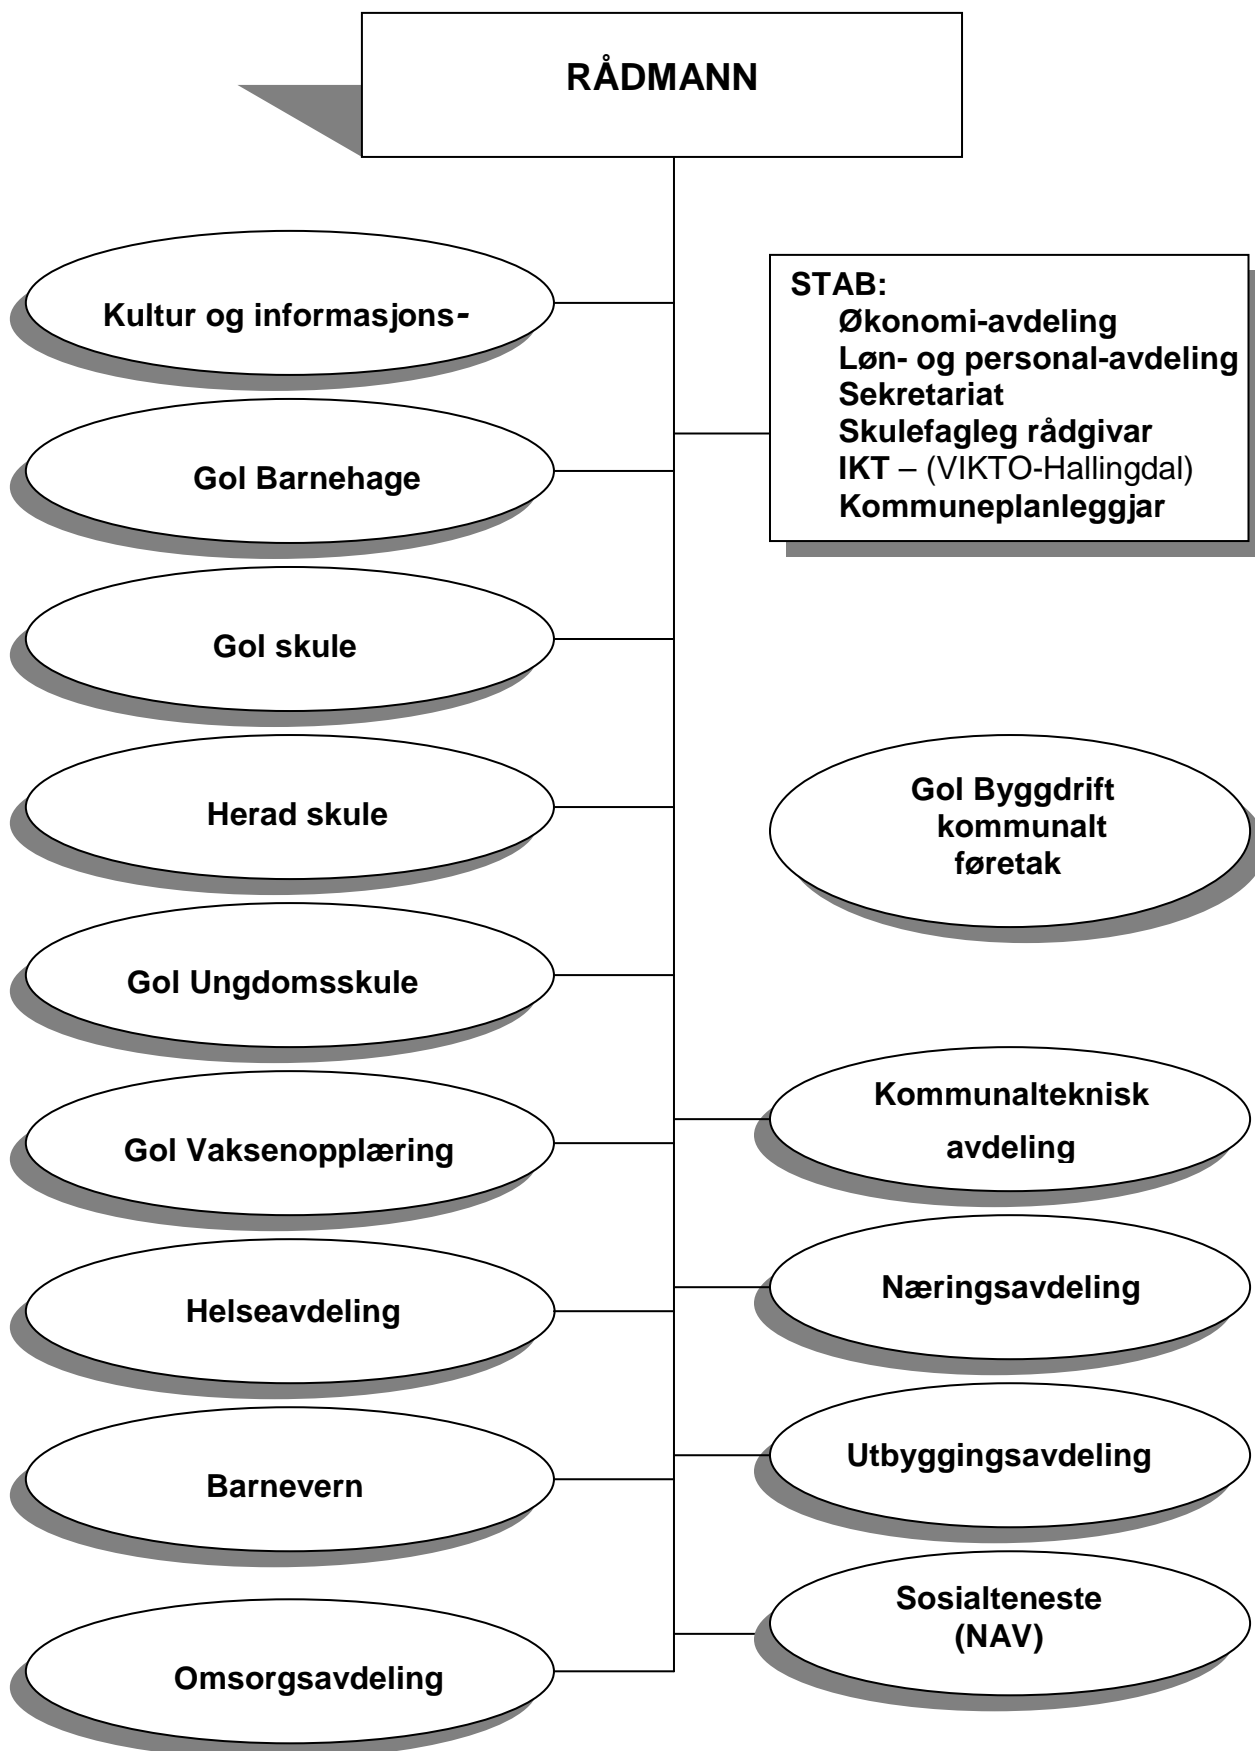 RÅDMANN
Kultur og informasjons-
Gol Barnehage
Gol skule
Herad skule
Gol Ungdomsskule
Gol Vaksenopplæring
Helseavdeling
Barnevern
Omsorgsavdeling
STAB:
Økonomi-avdeling
Løn- og personal-avdeling
Sekretariat
Skulefagleg rådgivar
IKT – (VIKTO-Hallingdal)
Kommuneplanleggjar
Gol Byggdrift
kommunalt
føretak
Kommunalteknisk
avdeling
Næringsavdeling
Utbyggingsavdeling
Sosialteneste
(NAV)